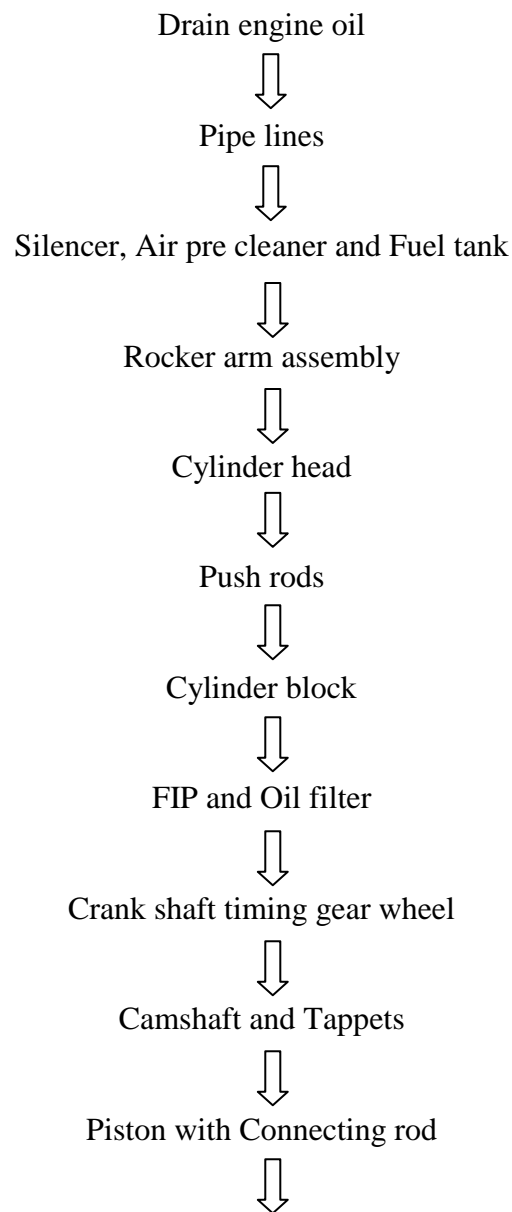 Drain engine oil
Pipe lines
Silencer, Air pre cleaner and Fuel tank
Rocker arm assembly
Cylinder head
Push rods
Cylinder block
FIP and Oil filter
Crank shaft timing gear wheel
Camshaft and Tappets
Piston with Connecting rod